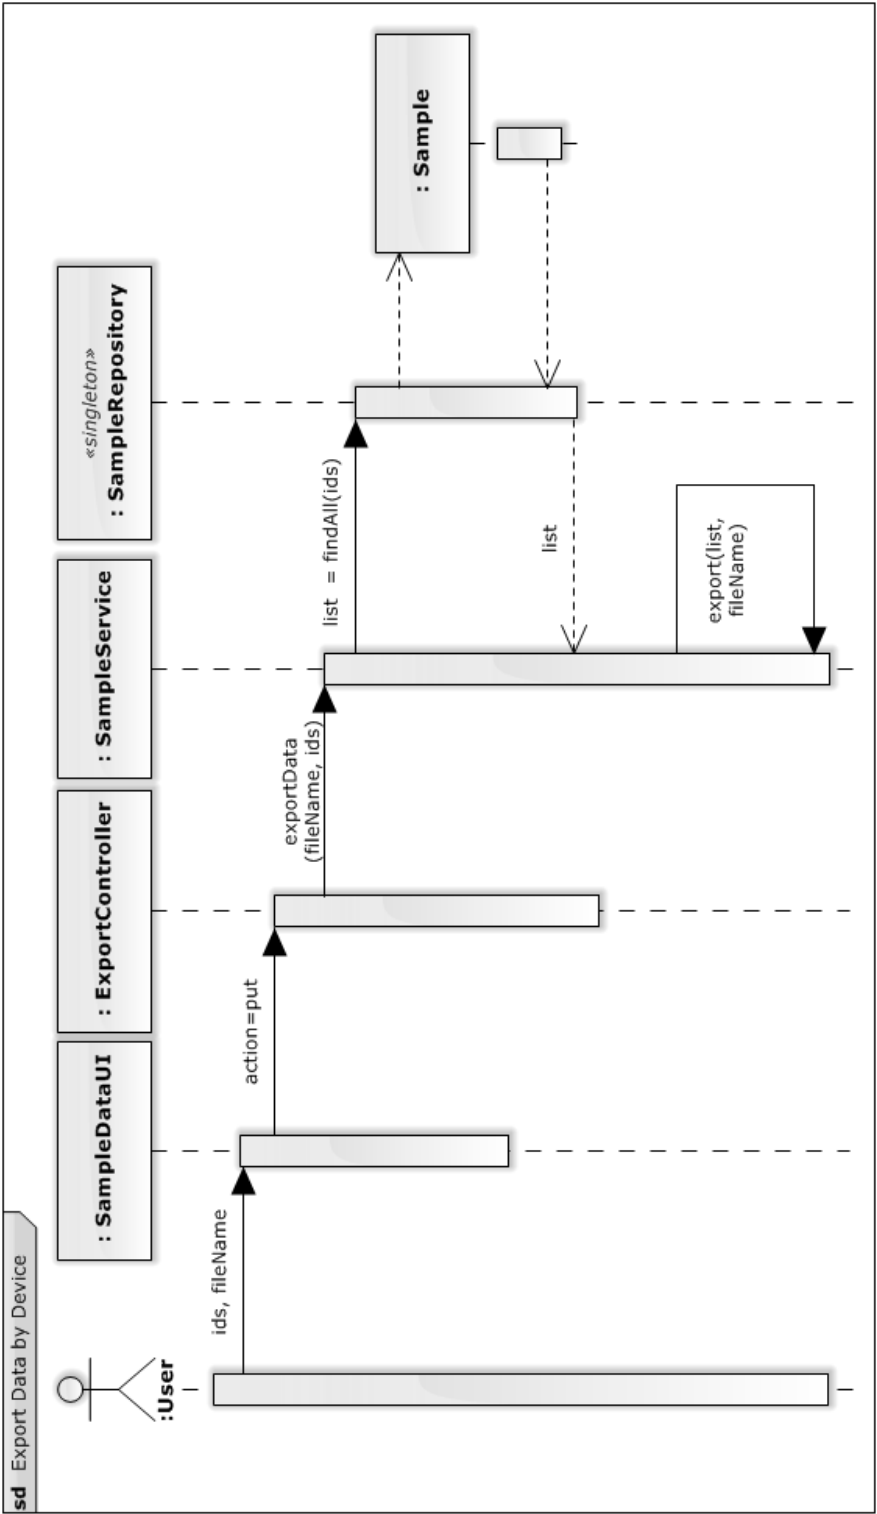 sd Export Data by Device
:User
: SampleDataUI
: ExportController
: SampleService
«singleton»
: SampleRepository
ids, fileName
action=put
exportData
(fileName, ids)
list = findAll(ids)
: Sample
list
export(list,
fileName)